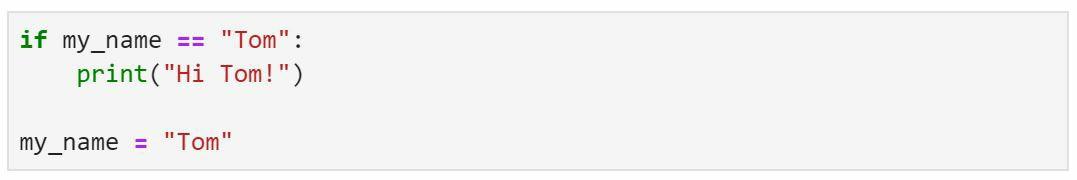 if my_name == "Tom":
    print("Hi Tom!")
my_name = "Tom"